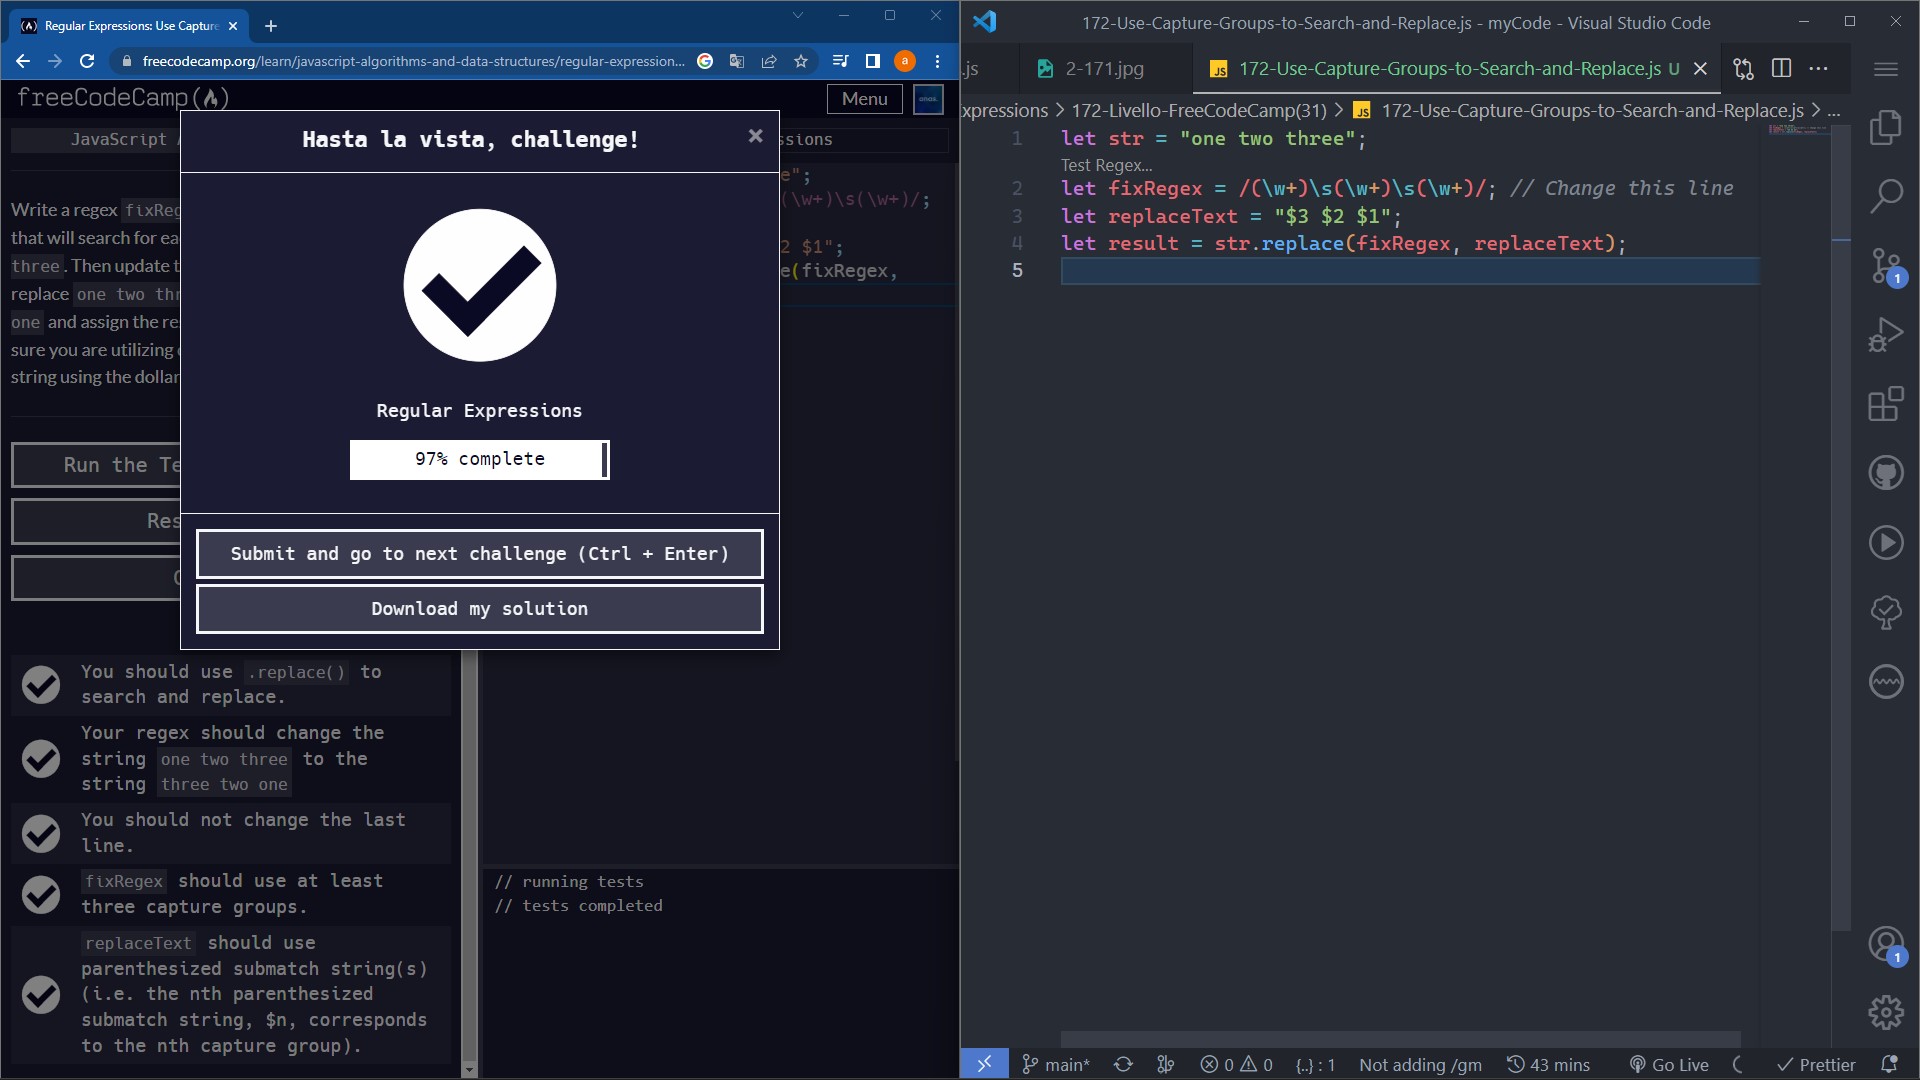 Regular Expressions: Use Capture
freecodecamp.org/learn/javascript-algorithms-and-data-structures/regular-expression...
a
freeCodeCamp
Menu
JavaScript
Hasta la vista, challenge!
×
Write a regex fixReg
that will search for ea
three . Then update t
replace one two thr
one and assign the re
sure you are utilizing
string using the dollar
e";
(\w+)\s(\w+)/;
2 $1";
e(fixRegex,
Regular Expressions
97% complete
Run the Te
Res
Submit and go to next challenge (Ctrl + Enter)
Download my solution
You should use .replace() to
search and replace.
Your regex should change the
string one two three to the
string three two one
You should not change the last
line.
fixRegex should use at least
three capture groups.
replaceText should use
parenthesized submatch string(s)
(i.e. the nth parenthesized
submatch string, $n, corresponds
to the nth capture group).
// running tests
// tests completed
172-Use-Capture-Groups-to-Search-and-Replace.js - myCode - Visual Studio Code
.js
2-171.jpg
JS 172-Use-Capture-Groups-to-Search-and-Replace.js U
xpressions > 172-Livello-FreeCodeCamp(31) > JS 172-Use-Capture-Groups-to-Search-and-Replace.js > ...
1 let str = "one two three";
Test Regex...
2 let fixRegex = /(\w+)\s(\w+)\s(\w+)/; // Change this line
3 let replaceText = "$3 $2 $1";
4 let result = str.replace(fixRegex, replaceText);
5
1
1
main* 0 0 {..} : 1 Not adding /gm 43 mins Go Live Prettier